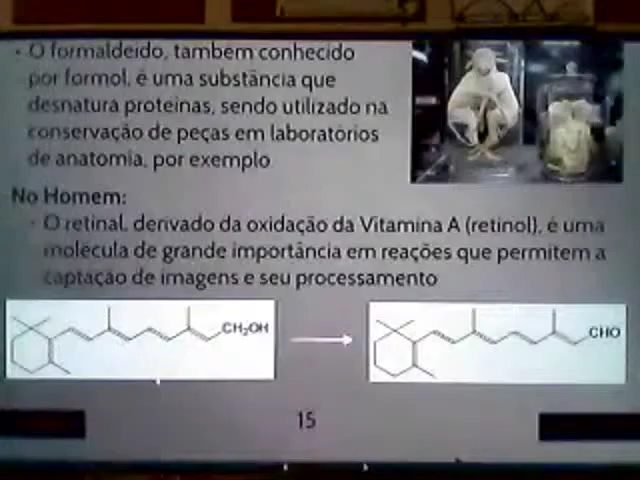 • O formaldeído, também conhecido
por formol, é uma substância que
desnatura proteínas, sendo utilizado na
conservação de peças em laboratórios
de anatomia, por exemplo
No Homem:
◦ O retinal, derivado da oxidação da Vitamina A (retinol), é uma
molécula de grande importância em reações que permitem a
captação de imagens e seu processamento
CH₂OH
CHO
15